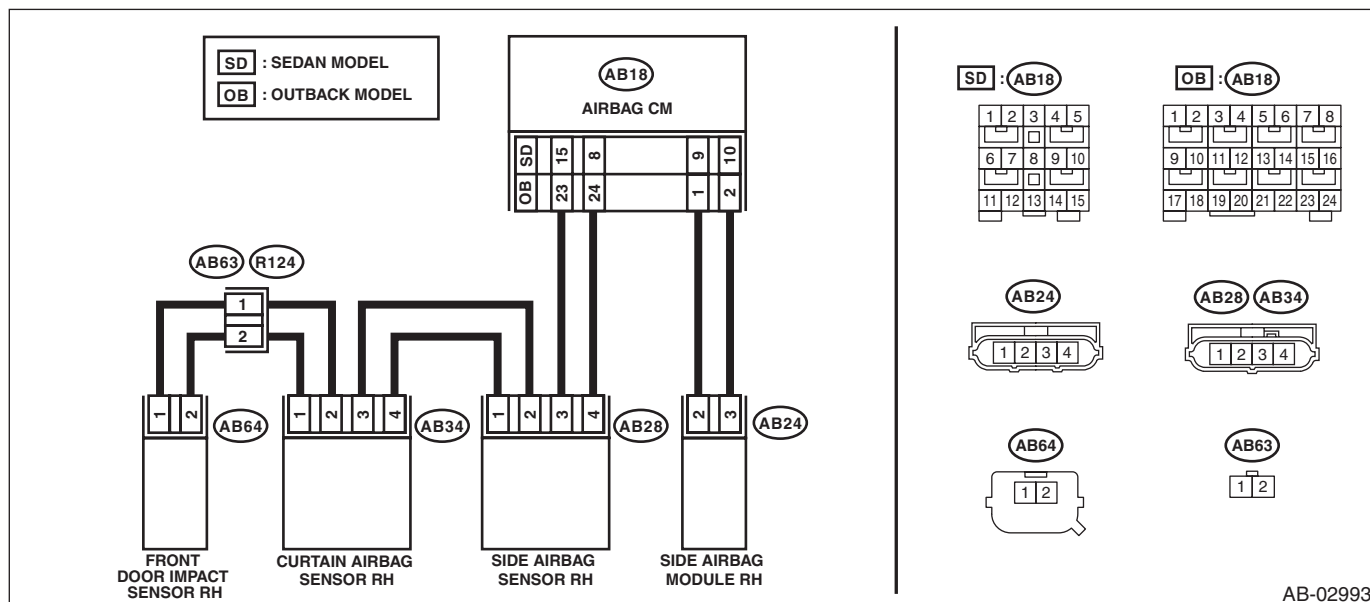 SD : SEDAN MODEL
OB : OUTBACK MODEL
AB18
AIRBAG CM
SD 15 8 9 10
OB 23 24 1 2
AB63 R124
1
2
1 2 AB64
1 2 3 4 AB34
1 2 3 4 AB28
2 3 AB24
FRONT
DOOR IMPACT
SENSOR RH
CURTAIN AIRBAG
SENSOR RH
SIDE AIRBAG
SENSOR RH
SIDE AIRBAG
MODULE RH
SD : AB18
1 2 3 4 5
6 7 8 9 10
11 12 13 14 15
OB : AB18
1 2 3 4 5 6 7 8
9 10 11 12 13 14 15 16
17 18 19 20 21 22 23 24
AB24
1 2 3 4
AB28 AB34
1 2 3 4
AB64
1 2
AB63
1 2
AB-02993